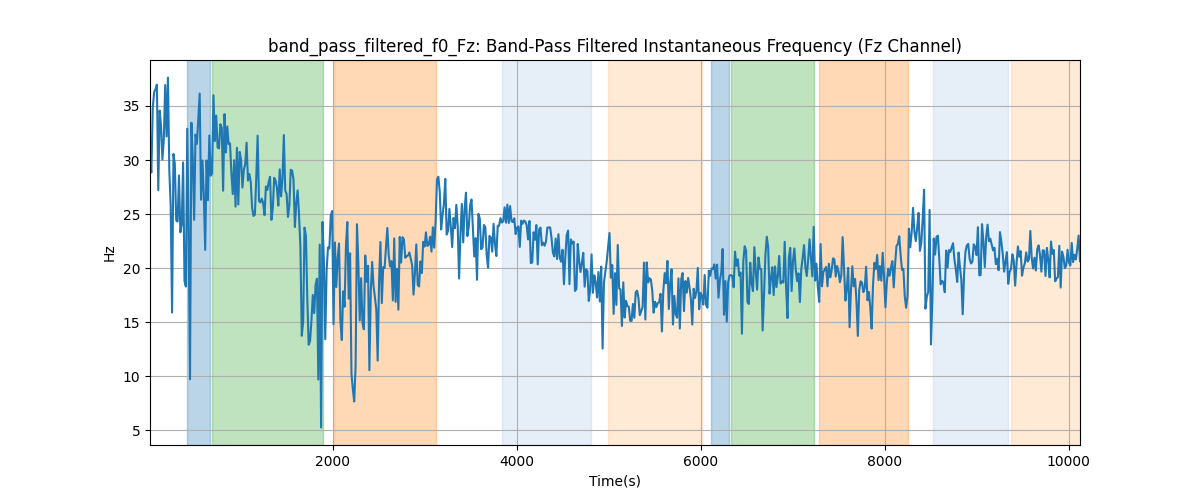 band_pass_filtered_f0_Fz: Band-Pass Filtered Instantaneous Frequency (Fz Channel)
35
30
25
20
15
10
5
Hz
2000 4000 6000 8000 10000
Time(s)